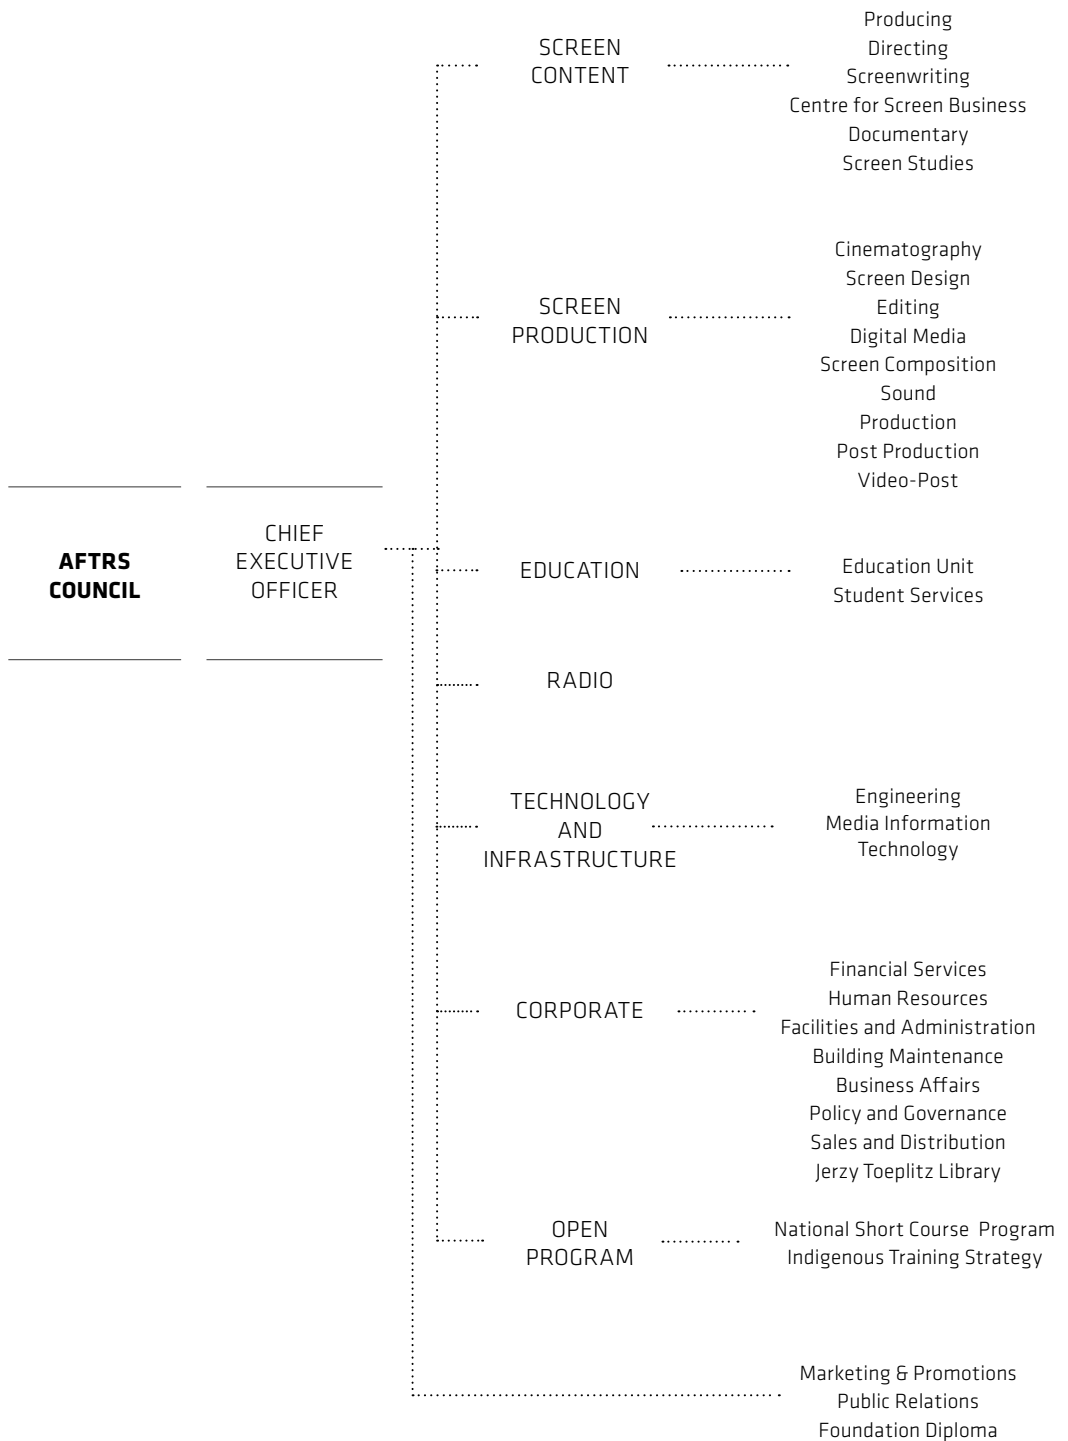 AFTRS
COUNCIL
CHIEF
EXECUTIVE
OFFICER
SCREEN
CONTENT
Producing
Directing
Screenwriting
Centre for Screen Business
Documentary
Screen Studies
SCREEN
PRODUCTION
Cinematography
Screen Design
Editing
Digital Media
Screen Composition
Sound
Production
Post Production
Video-Post
EDUCATION
Education Unit
Student Services
RADIO
TECHNOLOGY
AND
INFRASTRUCTURE
Engineering
Media Information
Technology
CORPORATE
Financial Services
Human Resources
Facilities and Administration
Building Maintenance
Business Affairs
Policy and Governance
Sales and Distribution
Jerzy Toeplitz Library
OPEN
PROGRAM
National Short Course  Program
Indigenous Training Strategy
Marketing & Promotions
Public Relations
Foundation Diploma